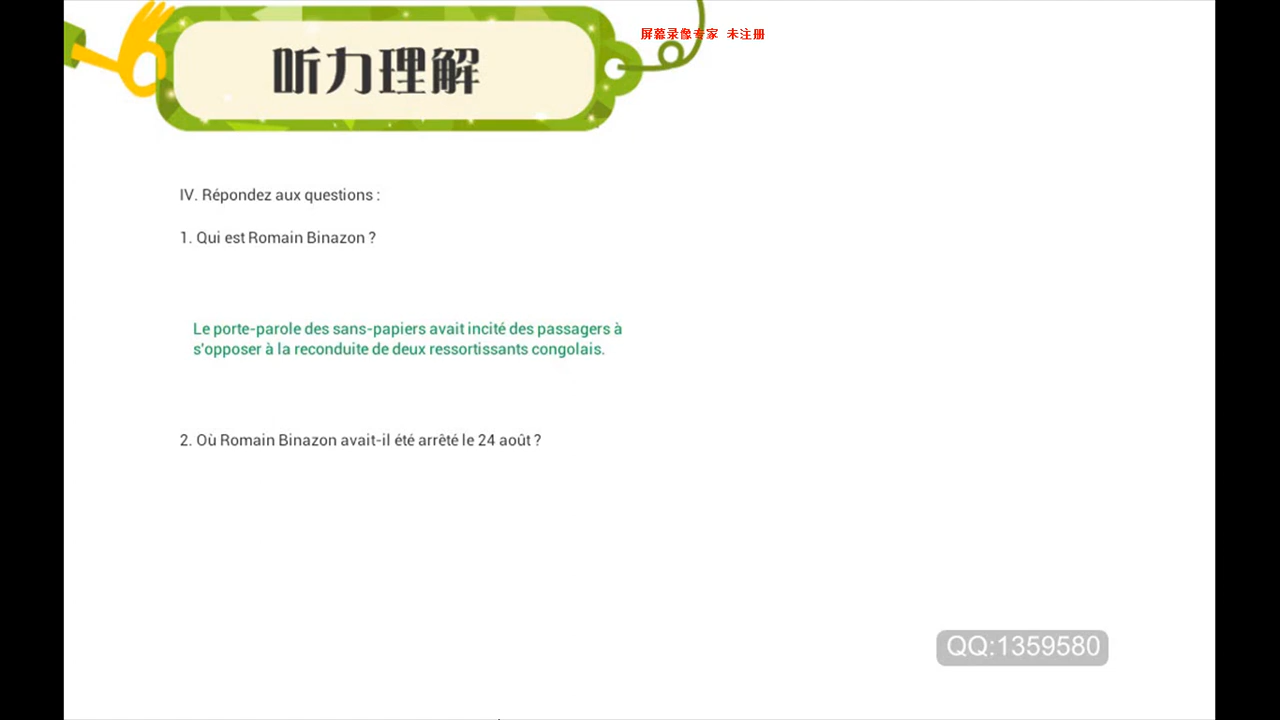 屏幕录像专家 未注册
听力理解
IV. Répondez aux questions :
1. Qui est Romain Binazon ?
Le porte-parole des sans-papiers avait incité des passagers à
s'opposer à la reconduite de deux ressortissants congolais.
2. Où Romain Binazon avait-il été arrêté le 24 août ?
QQ:1359580